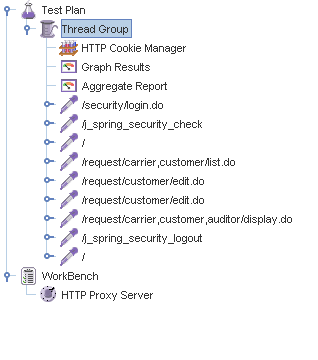 Test Plan
Thread Group
HTTP Cookie Manager
Graph Results
Aggregate Report
/security/login.do
/j_spring_security_check
/
/request/carrier,customer/list.do
/request/customer/edit.do
/request/customer/edit.do
/request/carrier,customer,auditor/display.do
/j_spring_security_logout
/
WorkBench
HTTP Proxy Server